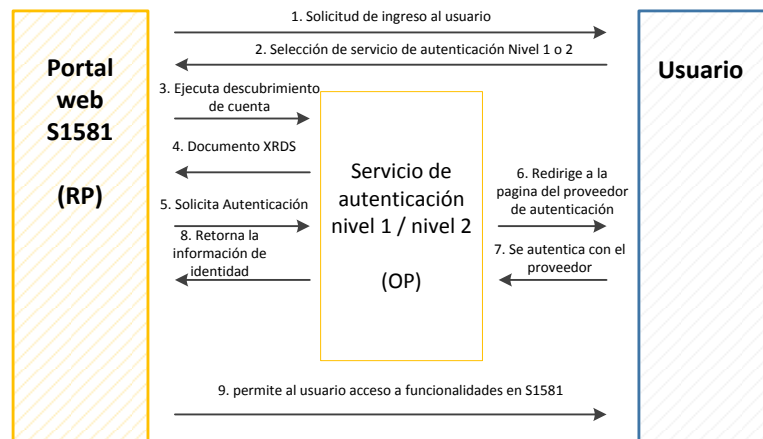 1. Solicitud de ingreso al usuario
2. Selección de servicio de autenticación Nivel 1 o 2
Portal
web
S1581
(RP)
Usuario
3. Ejecuta descubrimiento
de cuenta
4. Documento XRDS
5. Solicita Autenticación
8. Retorna la
información de
identidad
Servicio de
autenticación
nivel 1 / nivel 2
(OP)
6. Redirige a la
pagina del proveedor
de autenticación
7. Se autentica con el
proveedor
9. permite al usuario acceso a funcionalidades en S1581